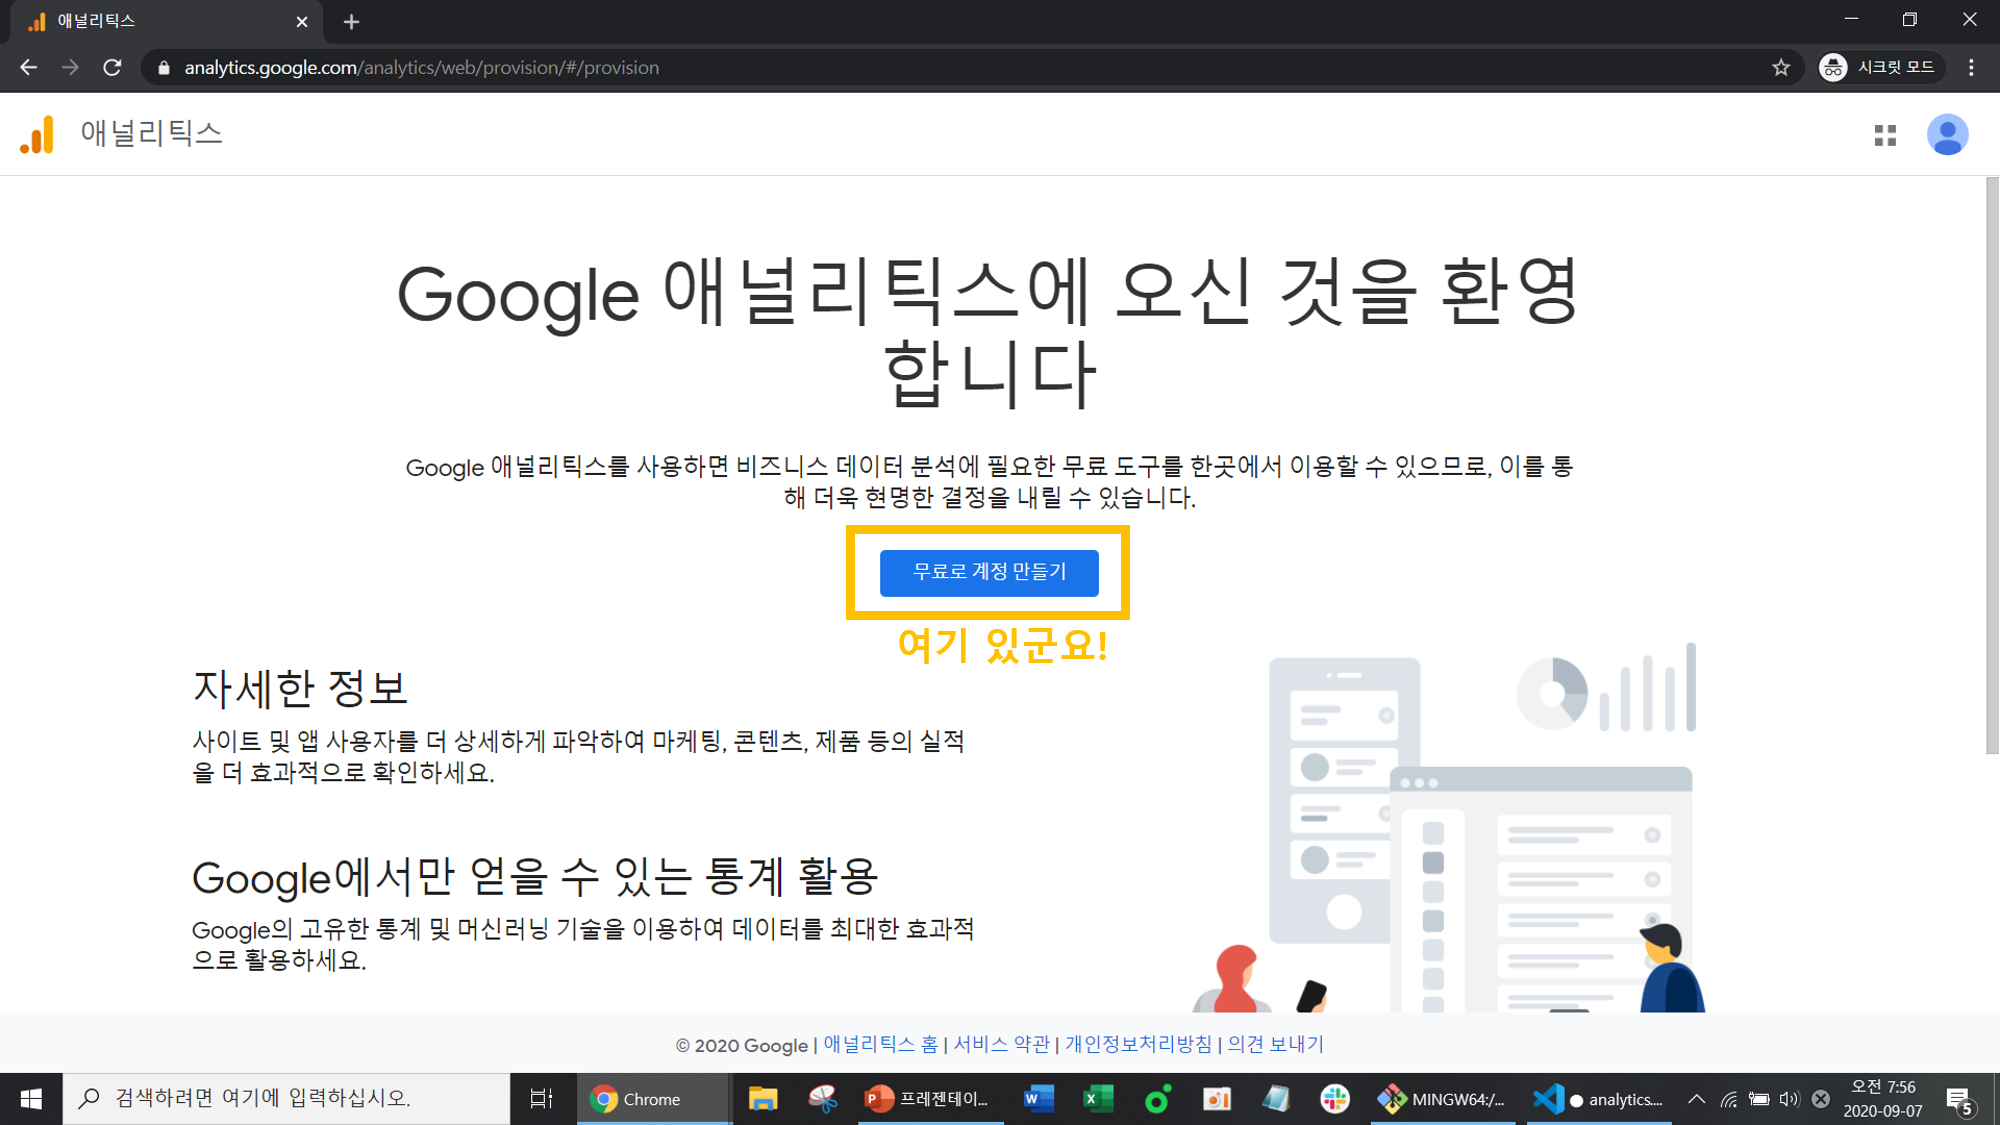 애널리틱스
analytics.google.com/analytics/web/provision/#/provision
시크릿 모드
애널리틱스
Google 애널리틱스에 오신 것을 환영
합니다
Google 애널리틱스를 사용하면 비즈니스 데이터 분석에 필요한 무료 도구를 한곳에서 이용할 수 있으므로, 이를 통
해 더욱 현명한 결정을 내릴 수 있습니다.
무료로 계정 만들기
여기 있군요!
자세한 정보
사이트 및 앱 사용자를 더 상세하게 파악하여 마케팅, 콘텐츠, 제품 등의 실적
을 더 효과적으로 확인하세요.
Google에서만 얻을 수 있는 통계 활용
Google의 고유한 통계 및 머신러닝 기술을 이용하여 데이터를 최대한 효과적
으로 활용하세요.
© 2020 Google | 애널리틱스 홈 | 서비스 약관 | 개인정보처리방침 | 의견 보내기
검색하려면 여기에 입력하십시오.
Chrome
P
프레젠테이...
W
X
MINGW64:/...
● analytics....
오전 7:56
2020-09-07
5